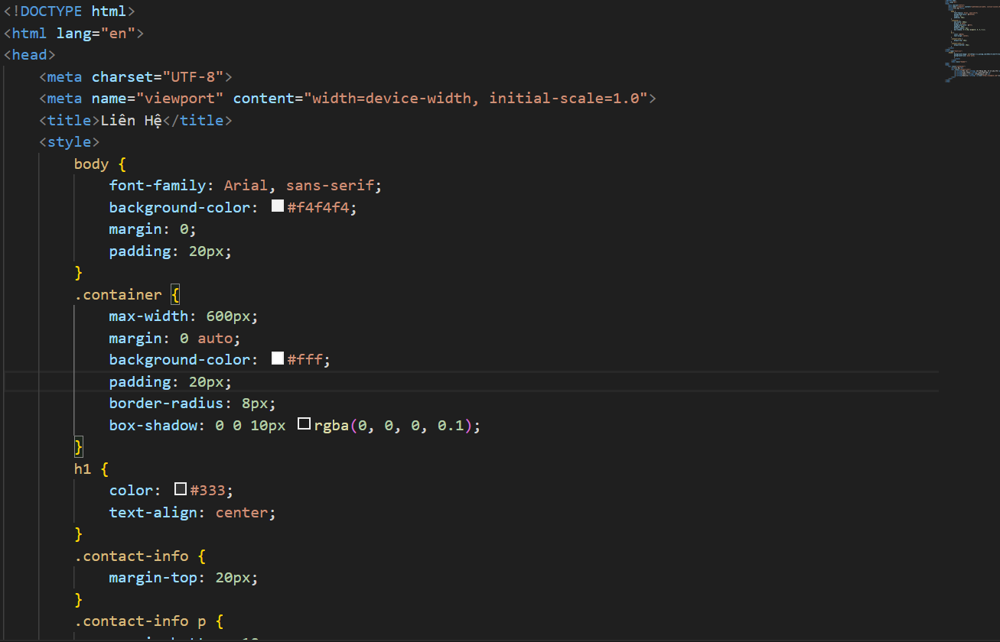 <!DOCTYPE html>
<html lang="en">
<head>
    <meta charset="UTF-8">
    <meta name="viewport" content="width=device-width, initial-scale=1.0">
    <title>Liên Hệ</title>
    <style>
        body {
            font-family: Arial, sans-serif;
            background-color: #f4f4f4;
            margin: 0;
            padding: 20px;
        }
        .container {
            max-width: 600px;
            margin: 0 auto;
            background-color: #fff;
            padding: 20px;
            border-radius: 8px;
            box-shadow: 0 0 10px rgba(0, 0, 0, 0.1);
        }
        h1 {
            color: #333;
            text-align: center;
        }
        .contact-info {
            margin-top: 20px;
        }
        .contact-info p {